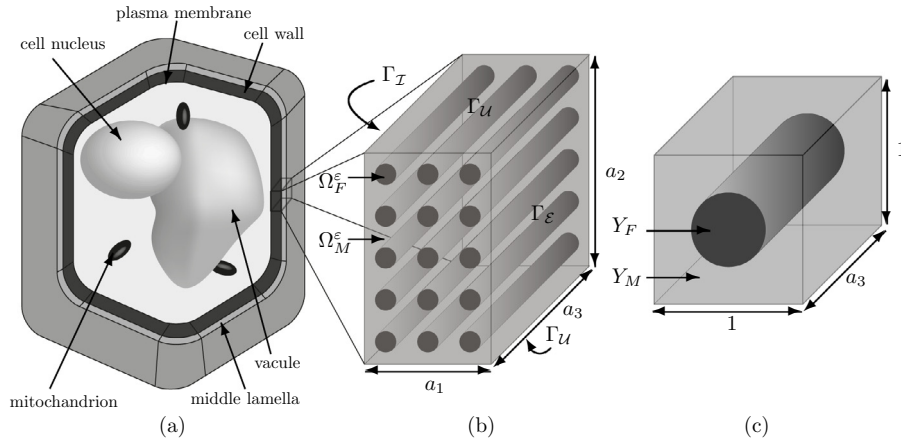 plasma membrane
cell wall
cell nucleus
vacule
mitochandrion
middle lamella
(a)
Γ_I
Γ_U
Ω_F^ε
Ω_M^ε
Γ_E
a_2
a_3
Γ_U
a_1
(b)
Y_F
Y_M
1
a_3
1
(c)